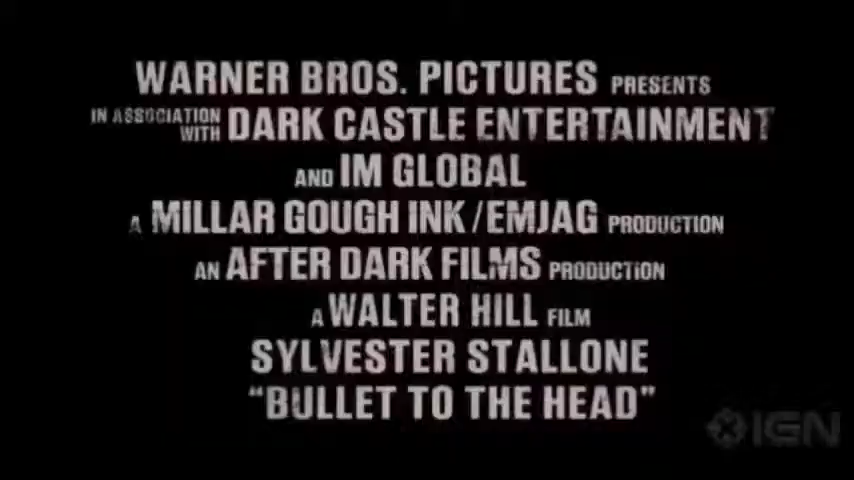 WARNER BROS. PICTURES PRESENTS
IN ASSOCIATION WITH DARK CASTLE ENTERTAINMENT
AND IM GLOBAL
A MILLAR GOUGH INK/EMJAG PRODUCTION
AN AFTER DARK FILMS PRODUCTION
A WALTER HILL FILM
SYLVESTER STALLONE
"BULLET TO THE HEAD"
IGN